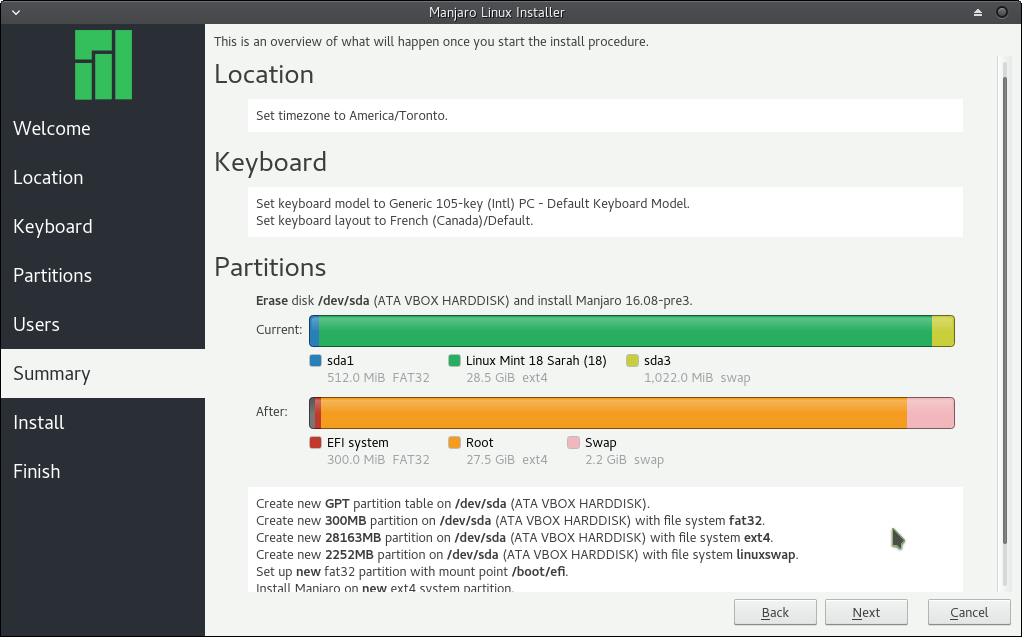 Manjaro Linux Installer
Welcome
Location
Keyboard
Partitions
Users
Summary
Install
Finish
This is an overview of what will happen once you start the install procedure.
Location
Set timezone to America/Toronto.
Keyboard
Set keyboard model to Generic 105-key (Intl) PC - Default Keyboard Model.
Set keyboard layout to French (Canada)/Default.
Partitions
Erase disk /dev/sda (ATA VBOX HARDDISK) and install Manjaro 16.08-pre3.
Current:
sda1 Linux Mint 18 Sarah (18) sda3
512.0 MiB FAT32 28.5 GiB ext4 1,022.0 MiB swap
After:
EFI system Root Swap
300.0 MiB FAT32 27.5 GiB ext4 2.2 GiB swap
Create new GPT partition table on /dev/sda (ATA VBOX HARDDISK).
Create new 300MB partition on /dev/sda (ATA VBOX HARDDISK) with file system fat32.
Create new 28163MB partition on /dev/sda (ATA VBOX HARDDISK) with file system ext4.
Create new 2252MB partition on /dev/sda (ATA VBOX HARDDISK) with file system linuxswap.
Set up new fat32 partition with mount point /boot/efi.
Install Manjaro on new ext4 system partition.
Back Next Cancel